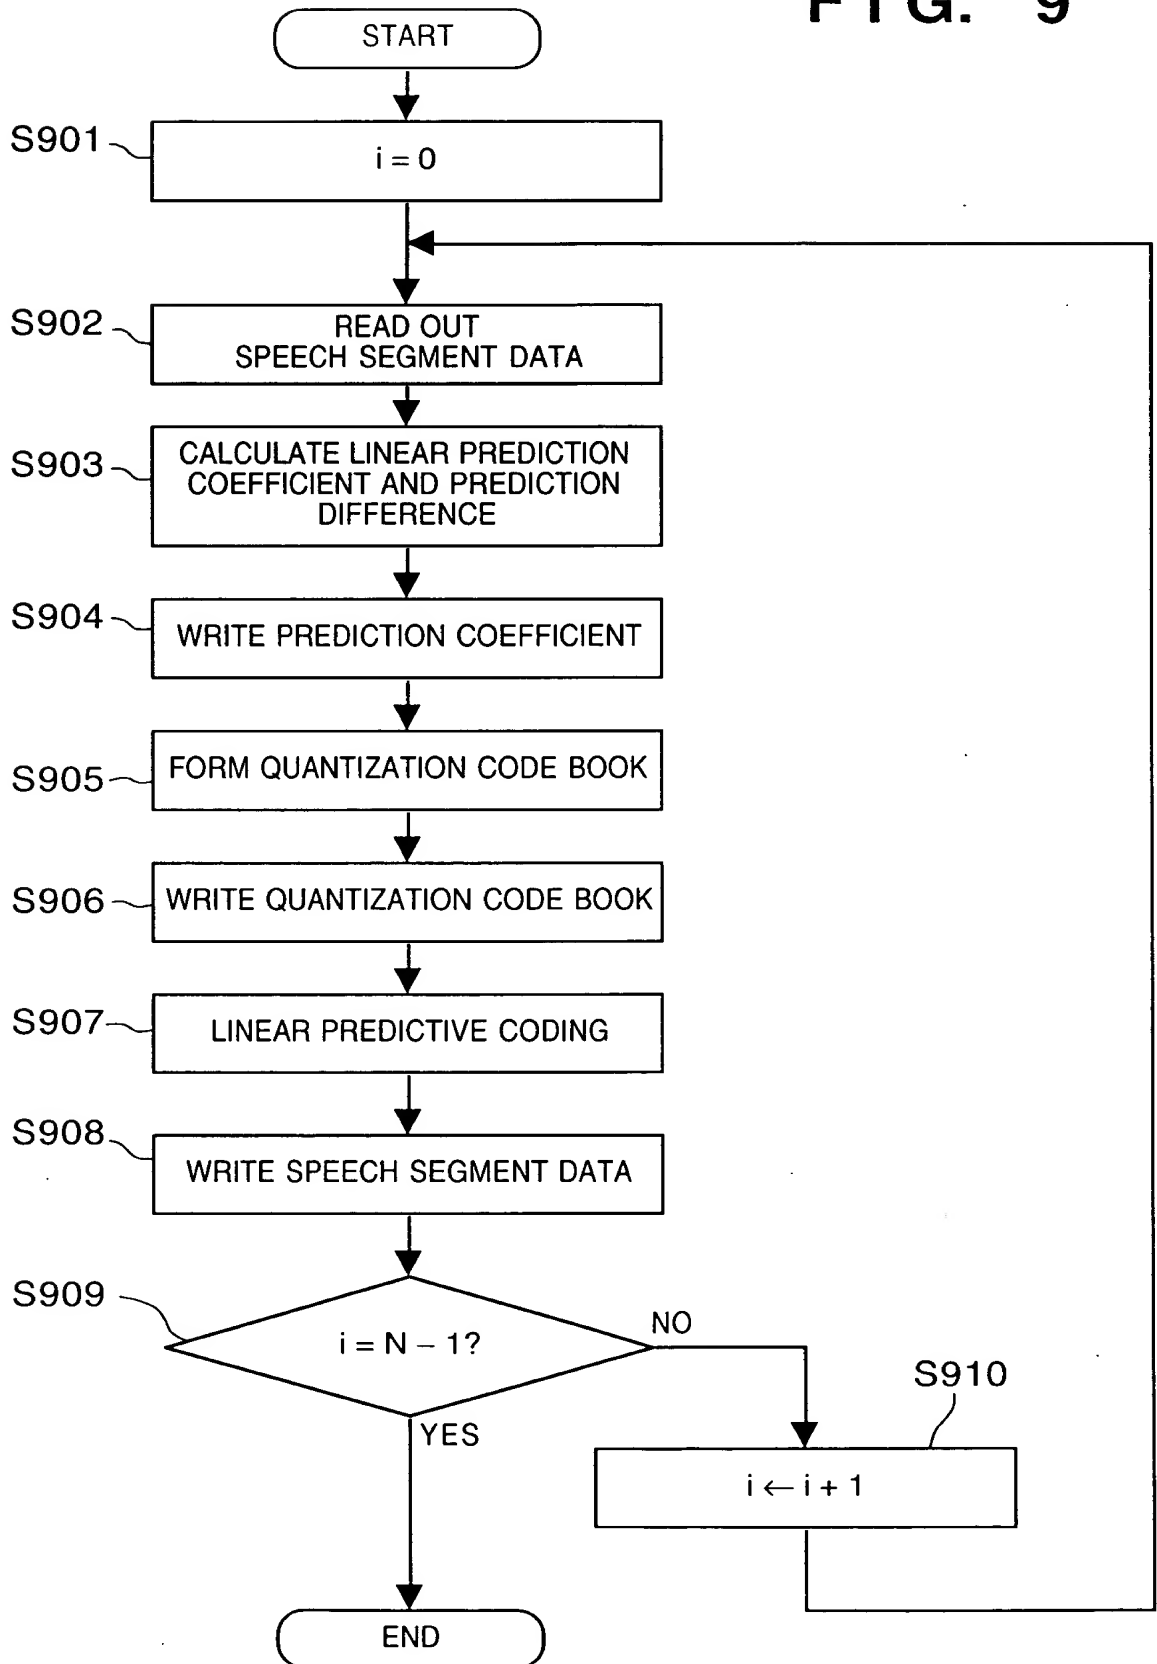 FIG. 9
START
S901
i = 0
S902
READ OUT
SPEECH SEGMENT DATA
S903
CALCULATE LINEAR PREDICTION
COEFFICIENT AND PREDICTION
DIFFERENCE
S904
WRITE PREDICTION COEFFICIENT
S905
FORM QUANTIZATION CODE BOOK
S906
WRITE QUANTIZATION CODE BOOK
S907
LINEAR PREDICTIVE CODING
S908
WRITE SPEECH SEGMENT DATA
S909
i = N – 1?
NO
YES
S910
i ← i + 1
END